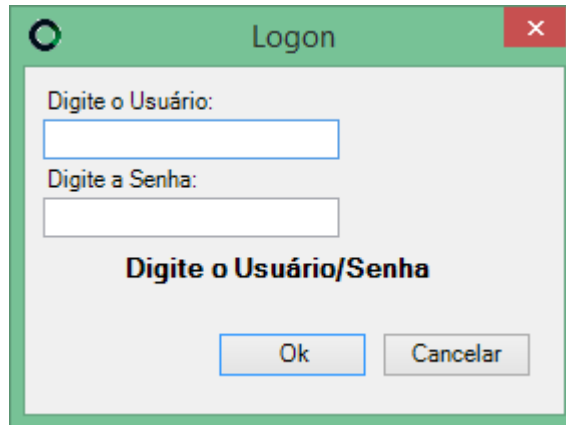 Logon
Digite o Usuário:
Digite a Senha:
Digite o Usuário/Senha
Ok
Cancelar